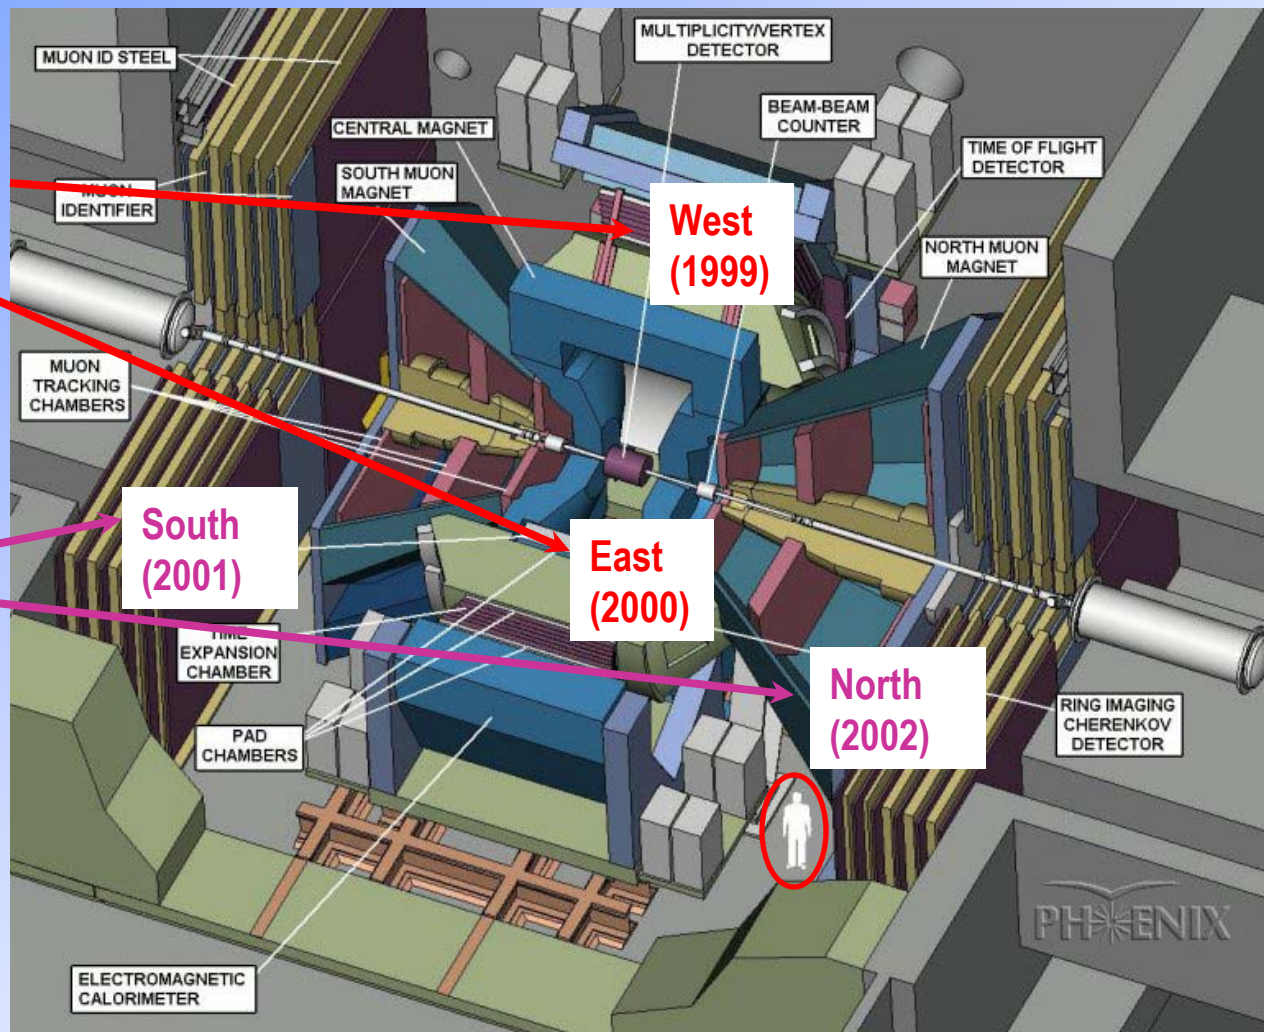 MULTIPLICITY/VERTEX
DETECTOR
MUON ID STEEL
BEAM-BEAM
COUNTER
CENTRAL MAGNET
TIME OF FLIGHT
DETECTOR
SOUTH MUON
MAGNET
MUON
IDENTIFIER
West
(1999)
NORTH MUON
MAGNET
MUON
TRACKING
CHAMBERS
South
(2001)
East
(2000)
TIME
EXPANSION
CHAMBER
North
(2002)
RING IMAGING
CHERENKOV
DETECTOR
PAD
CHAMBERS
PHENIX
ELECTROMAGNETIC
CALORIMETER